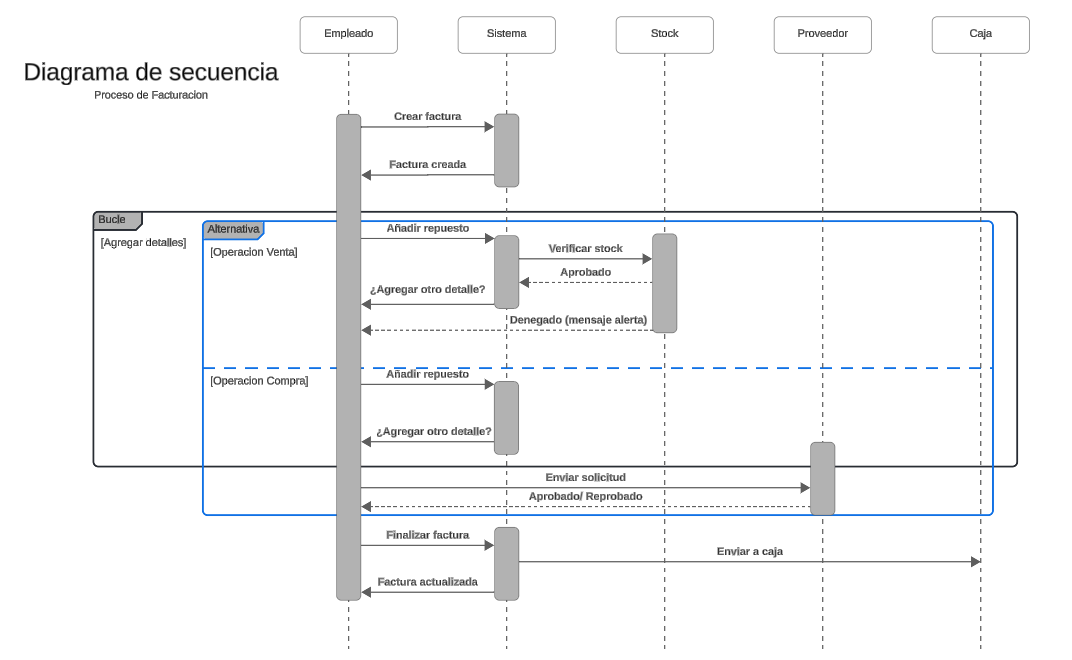 Empleado
Sistema
Stock
Proveedor
Caja
Diagrama de secuencia
Proceso de Facturacion
Crear factura
Factura creada
Bucle
[Agregar detalles]
Alternativa
[Operacion Venta]
Añadir repuesto
Verificar stock
Aprobado
¿Agregar otro detalle?
Denegado (mensaje alerta)
[Operacion Compra]
Añadir repuesto
¿Agregar otro detalle?
Enviar solicitud
Aprobado/ Reprobado
Finalizar factura
Enviar a caja
Factura actualizada